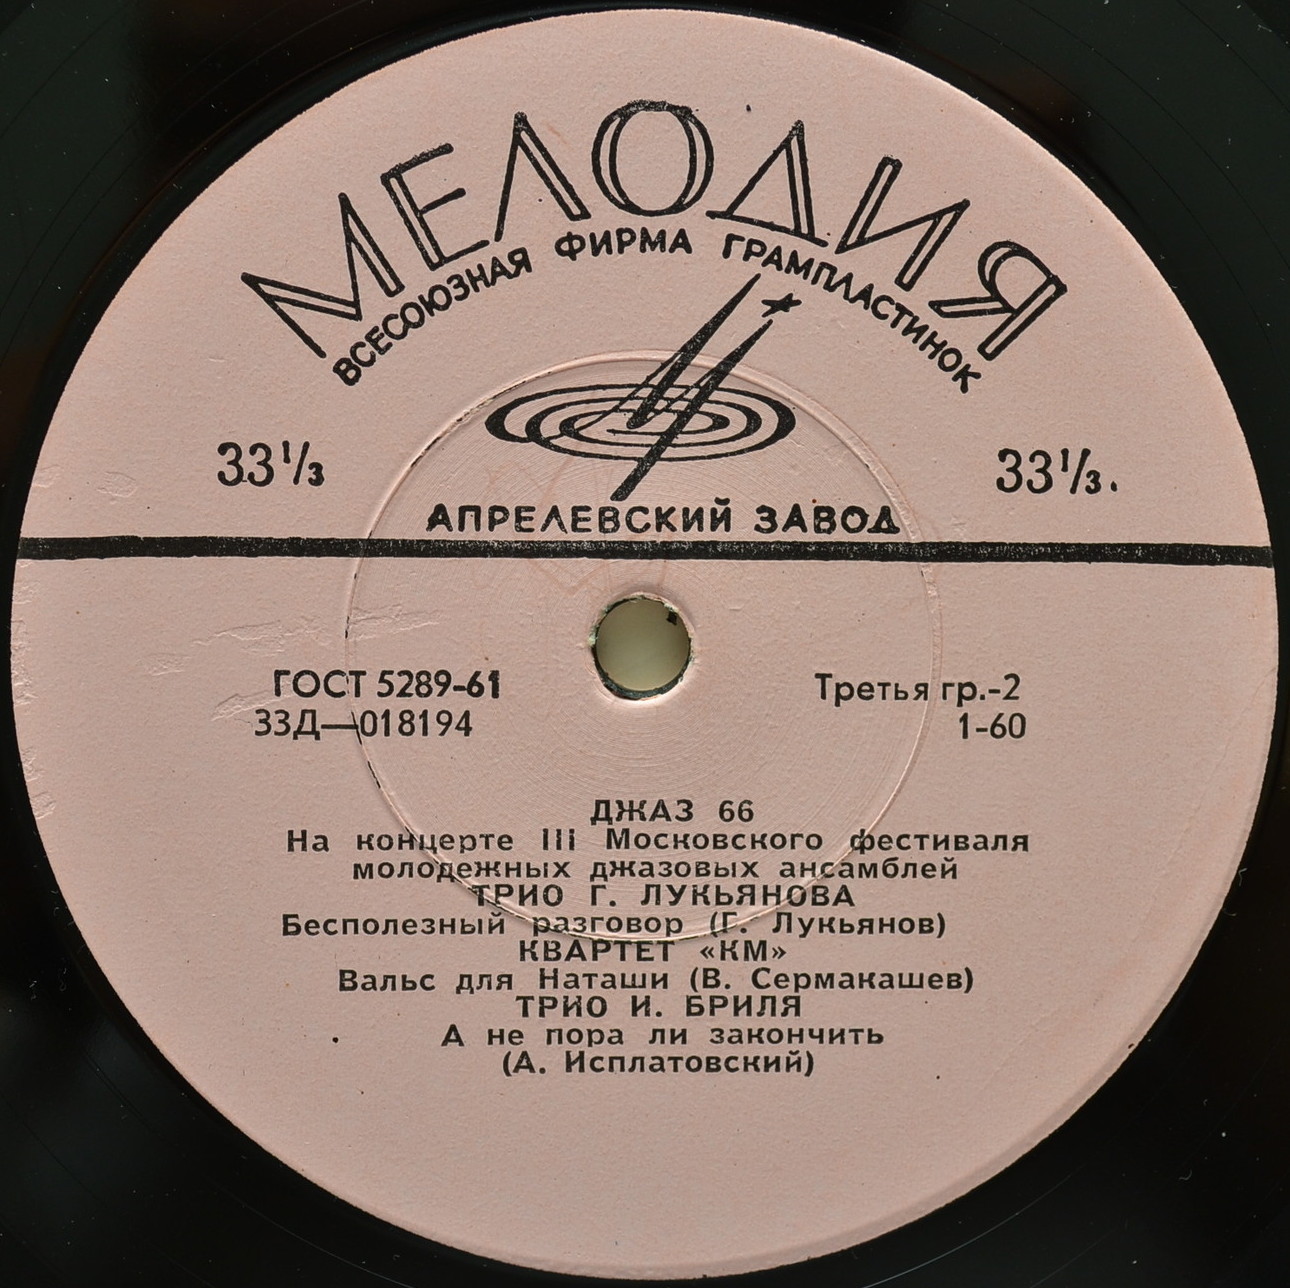 МЕЛОДИЯ
ВСЕСОЮЗНАЯ ФИРМА ГРАМПЛАСТИНОК
33⅓ 33⅓.
АПРЕЛЕВСКИЙ ЗАВОД
ГОСТ 5289-61 Третья гр.-2
33Д—018194 1-60
ДЖАЗ 66
На концерте III Московского фестиваля
молодежных джазовых ансамблей
ТРИО Г. ЛУКЬЯНОВА
Бесполезный разговор (Г. Лукьянов)
КВАРТЕТ «КМ»
Вальс для Наташи (В. Сермакашев)
ТРИО И. БРИЛЯ
А не пора ли закончить
(А. Исплатовский)